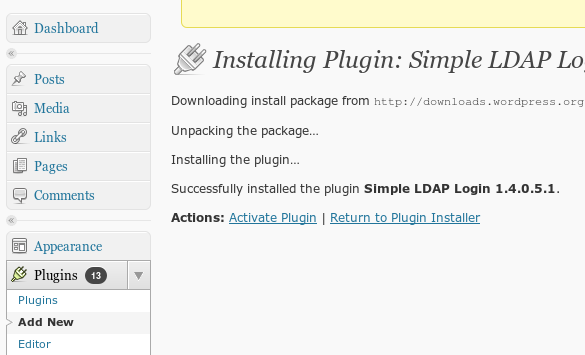 Dashboard
Posts
Media
Links
Pages
Comments
Appearance
Plugins 13
Plugins
Add New
Editor
Installing Plugin: Simple LDAP Lo
Downloading install package from http://downloads.wordpress.org
Unpacking the package…
Installing the plugin…
Successfully installed the plugin Simple LDAP Login 1.4.0.5.1.
Actions: Activate Plugin | Return to Plugin Installer